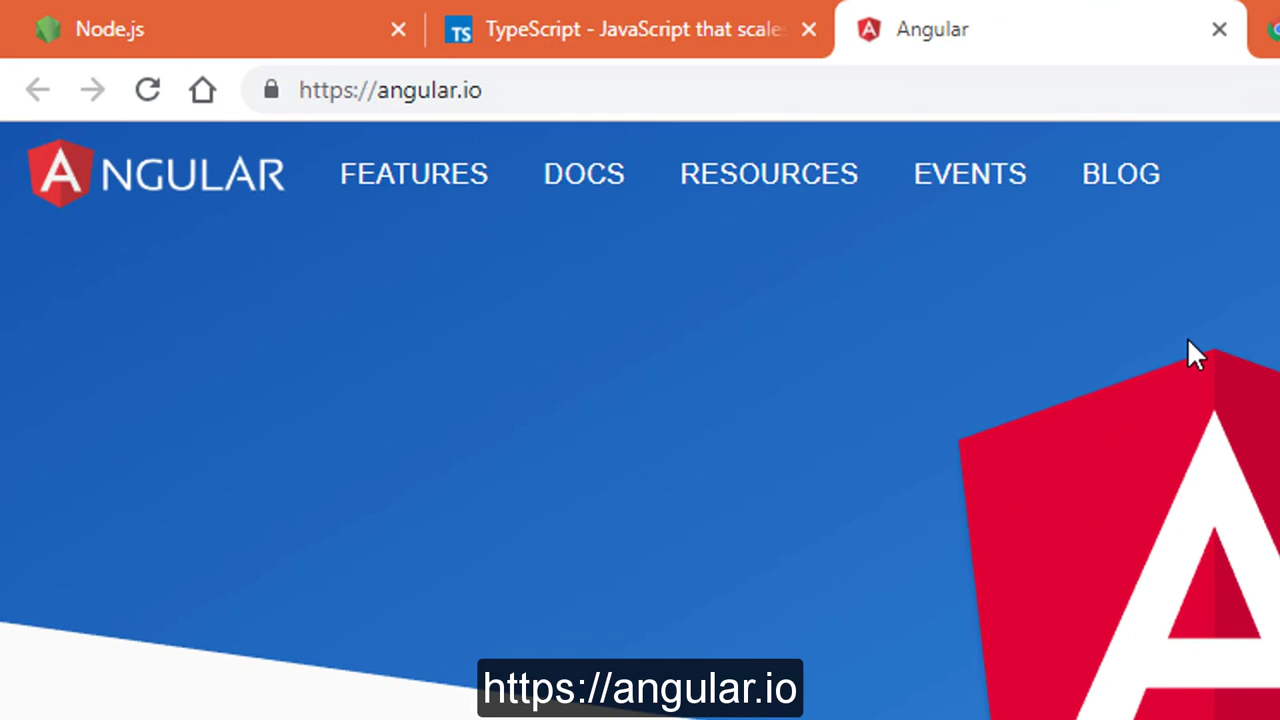 Node.js
TypeScript - JavaScript that scales
Angular
https://angular.io
ANGULAR
FEATURES
DOCS
RESOURCES
EVENTS
BLOG
A
https://angular.io